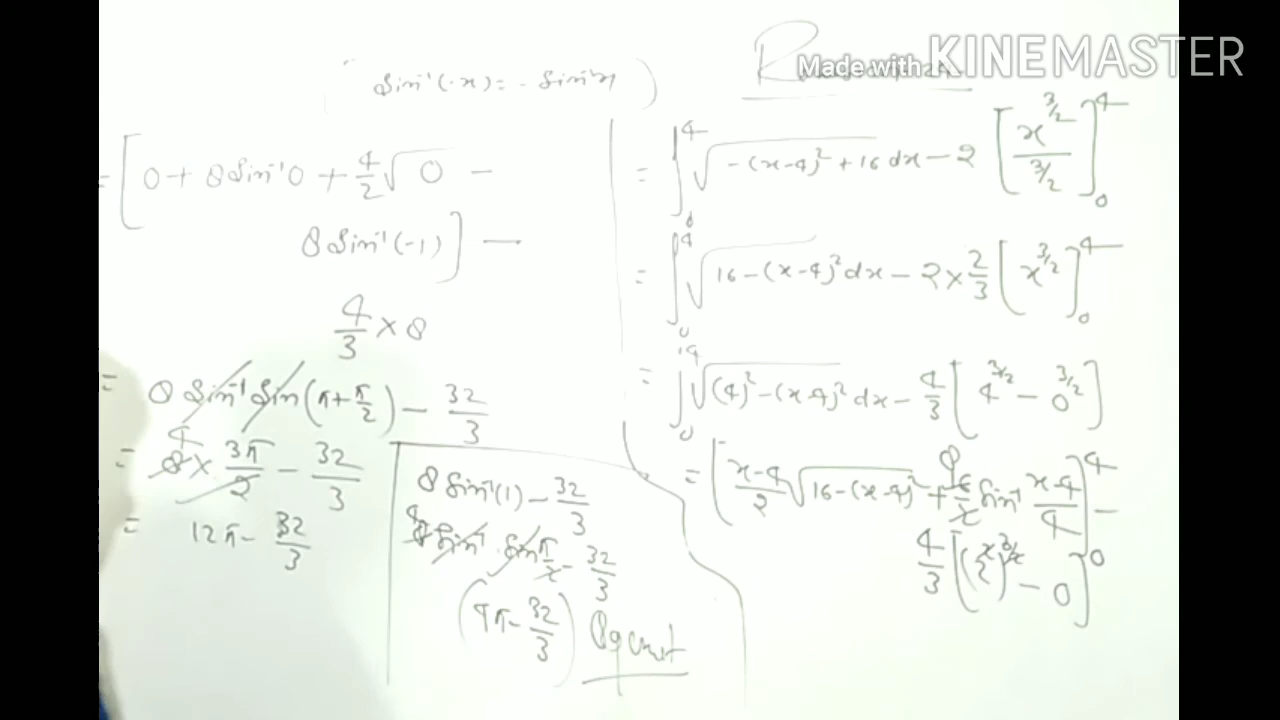 Made with KINEMASTER
= ∫₀⁴ √(-(x-4)² + 16) dx - 2 [x^(3/2) / (3/2)]₀⁴
= ∫₀⁴ √(16-(x-4)²) dx - 2 × 2/3 [x^(3/2)]₀⁴
= ∫₀⁴ √((4)²-(x-4)²) dx - 4/3 [4^(3/2) - 0^(3/2)]
= [(x-4)/2 √(16-(x-4)²) + 8 sin⁻¹ (x-4)/4]₀⁴ -
4/3 [(2)^(2×3/2) - 0]
sin⁻¹(-x) = -sin⁻¹x )
= [0 + 8 sin⁻¹0 + 4/2 √0 -
8 sin⁻¹(-1)] -
4/3 × 8
= 8 sin⁻¹ sin(π + π/2) - 32/3
= 8 × 3π/2 - 32/3
= 12π - 32/3
8 sin⁻¹(1) - 32/3
8 sin⁻¹ sin π/2 - 32/3
(4π - 32/3) sq unit